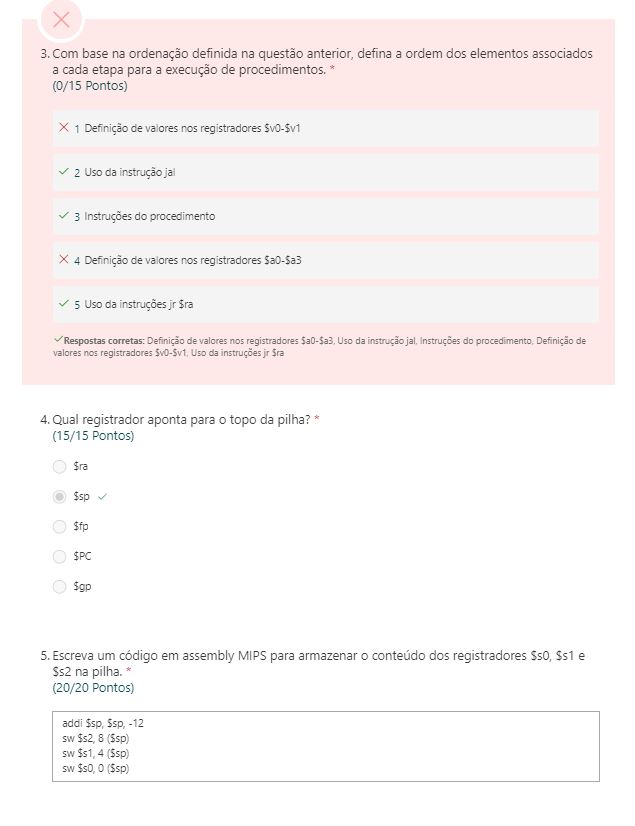 3. Com base na ordenação definida na questão anterior, defina a ordem dos elementos associados
a cada etapa para a execução de procedimentos. *
(0/15 Pontos)
1 Definição de valores nos registradores $v0-$v1
2 Uso da instrução jal
3 Instruções do procedimento
4 Definição de valores nos registradores $a0-$a3
5 Uso da instruções jr $ra
Respostas corretas: Definição de valores nos registradores $a0-$a3, Uso da instrução jal, Instruções do procedimento, Definição de
valores nos registradores $v0-$v1, Uso da instruções jr $ra
4. Qual registrador aponta para o topo da pilha? *
(15/15 Pontos)
$ra
$sp
$fp
$PC
$gp
5. Escreva um código em assembly MIPS para armazenar o conteúdo dos registradores $s0, $s1 e
$s2 na pilha. *
(20/20 Pontos)
addi $sp, $sp, -12
sw $s2, 8 ($sp)
sw $s1, 4 ($sp)
sw $s0, 0 ($sp)